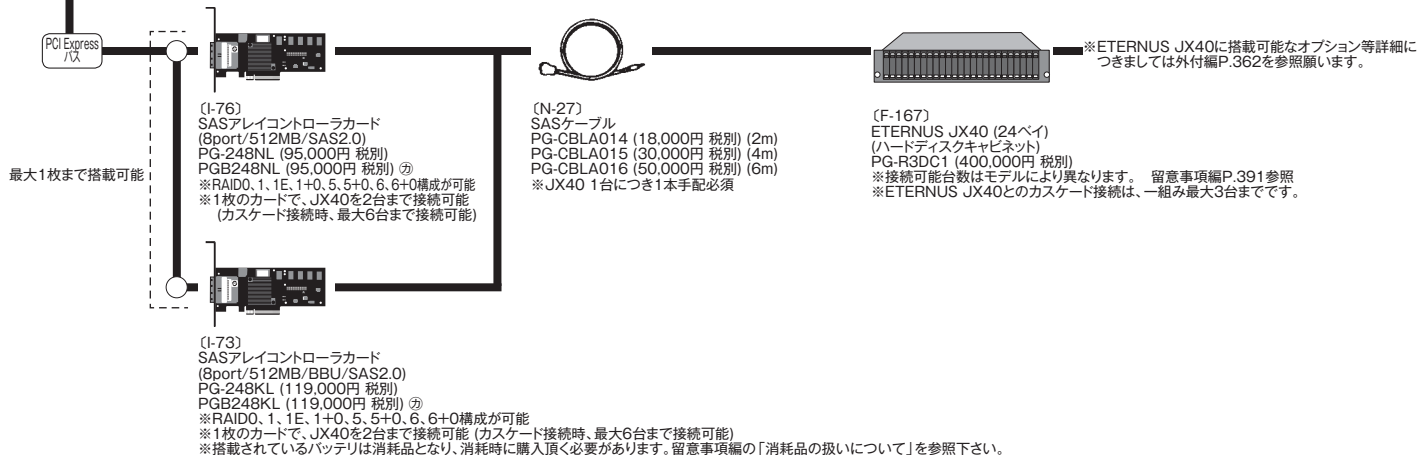 PCI Express
バス
最大1枚まで搭載可能
〔I-76〕
SASアレイコントローラカード
(8port/512MB/SAS2.0)
PG-248NL (95,000円 税別)
PGB248NL (95,000円 税別) ㋕
※RAID0、1、1E、1+0、5、5+0、6、6+0構成が可能
※1枚のカードで、JX40を2台まで接続可能
(カスケード接続時、最大6台まで接続可能)
〔N-27〕
SASケーブル
PG-CBLA014 (18,000円 税別) (2m)
PG-CBLA015 (30,000円 税別) (4m)
PG-CBLA016 (50,000円 税別) (6m)
※JX40 1台につき1本手配必須
※ETERNUS JX40に搭載可能なオプション等詳細に
つきましては外付編P.362を参照願います。
〔F-167〕
ETERNUS JX40 (24ベイ)
(ハードディスクキャビネット)
PG-R3DC1 (400,000円 税別)
※接続可能台数はモデルにより異なります。 留意事項編P.391参照
※ETERNUS JX40とのカスケード接続は、一組み最大3台までです。
〔I-73〕
SASアレイコントローラカード
(8port/512MB/BBU/SAS2.0)
PG-248KL (119,000円 税別)
PGB248KL (119,000円 税別) ㋕
※RAID0、1、1E、1+0、5、5+0、6、6+0構成が可能
※1枚のカードで、JX40を2台まで接続可能 (カスケード接続時、最大6台まで接続可能)
※搭載されているバッテリは消耗品となり、消耗時に購入頂く必要があります。留意事項編の「消耗品の扱いについて」を参照下さい。